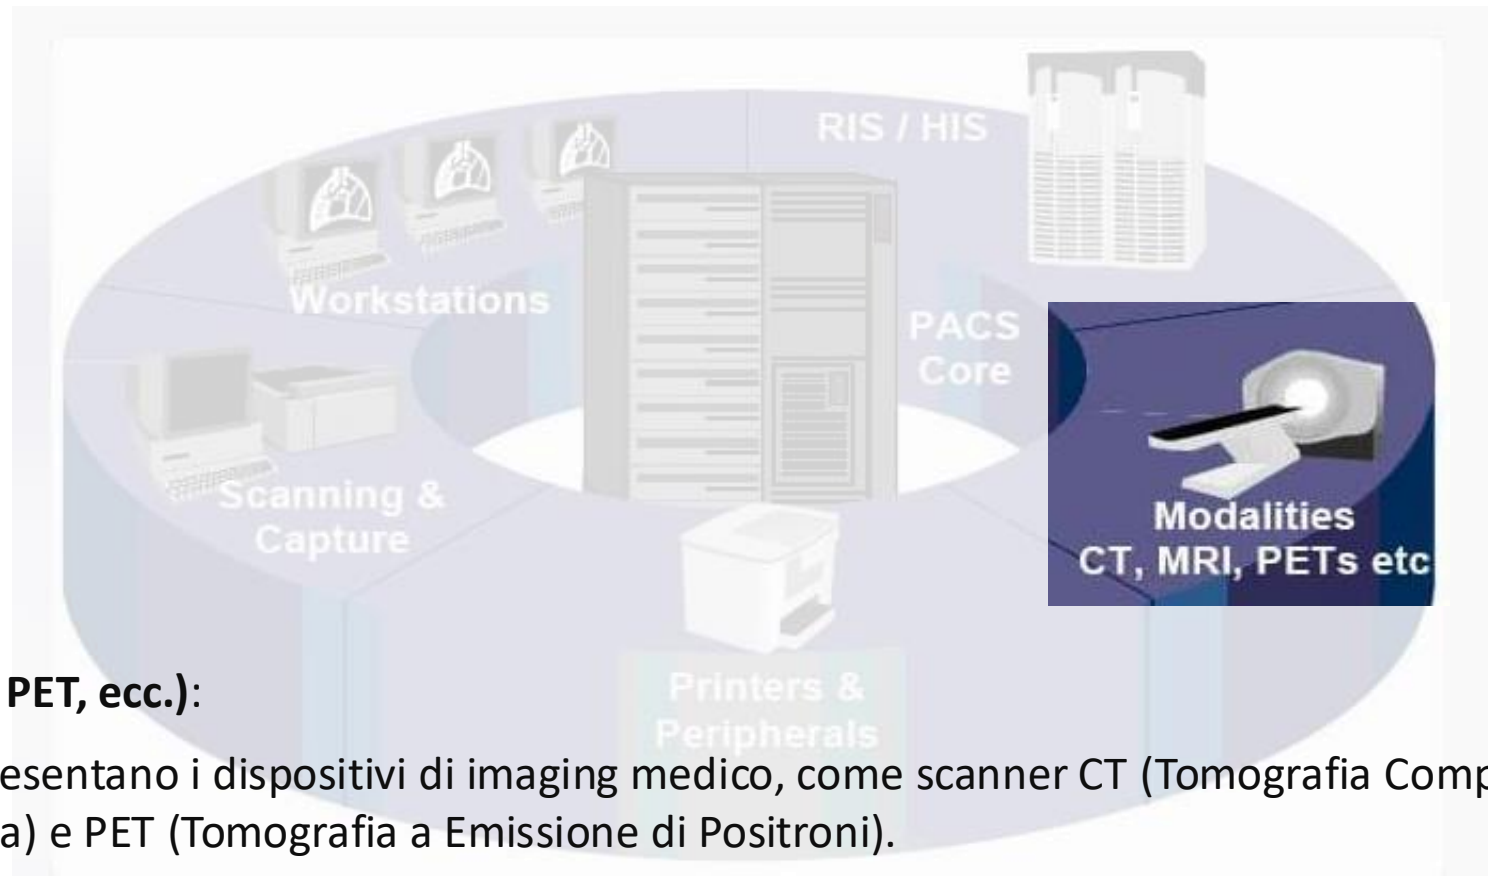 RIS / HIS
Workstations
PACS
Core
Scanning &
Capture
Modalities
CT, MRI, PETs etc
Printers &
Peripherals
PET, ecc.):
esentano i dispositivi di imaging medico, come scanner CT (Tomografia Comp
a) e PET (Tomografia a Emissione di Positroni).